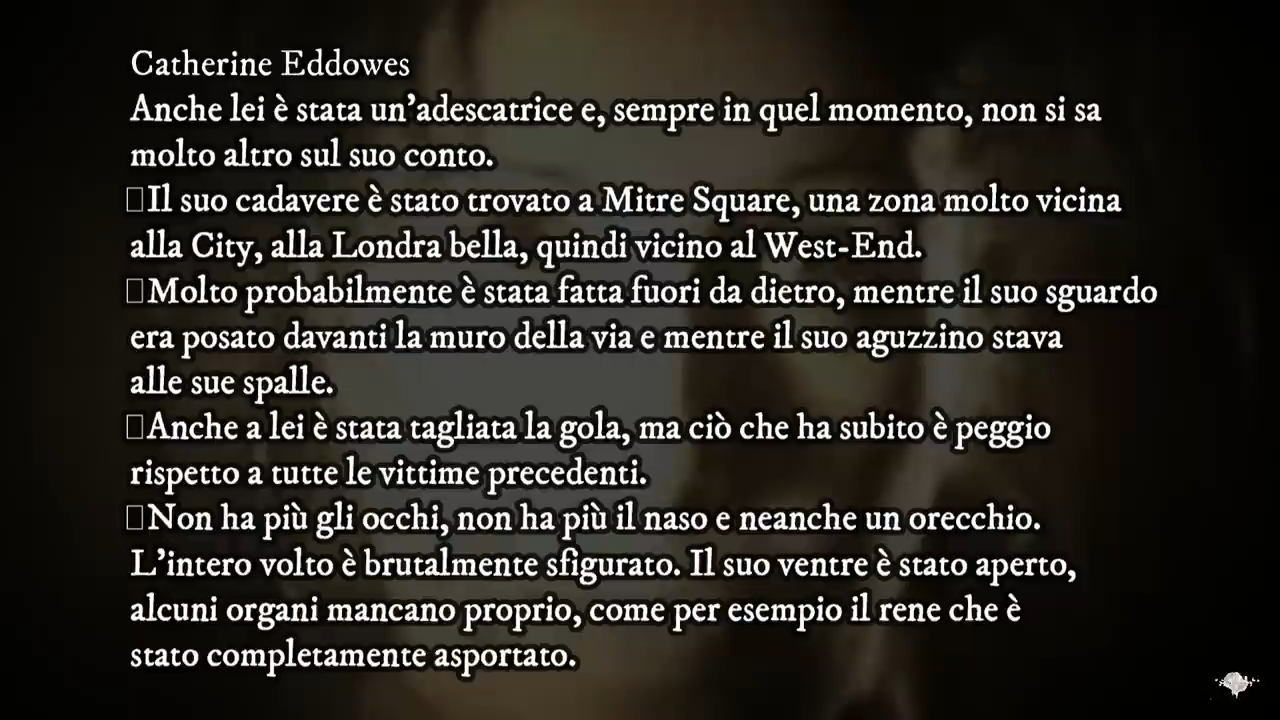 Catherine Eddowes
Anche lei è stata un'adescatrice e, sempre in quel momento, non si sa
molto altro sul suo conto.
□Il suo cadavere è stato trovato a Mitre Square, una zona molto vicina
alla City, alla Londra bella, quindi vicino al West-End.
□Molto probabilmente è stata fatta fuori da dietro, mentre il suo sguardo
era posato davanti la muro della via e mentre il suo aguzzino stava
alle sue spalle.
□Anche a lei è stata tagliata la gola, ma ciò che ha subito è peggio
rispetto a tutte le vittime precedenti.
□Non ha più gli occhi, non ha più il naso e neanche un orecchio.
L'intero volto è brutalmente sfigurato. Il suo ventre è stato aperto,
alcuni organi mancano proprio, come per esempio il rene che è
stato completamente asportato.